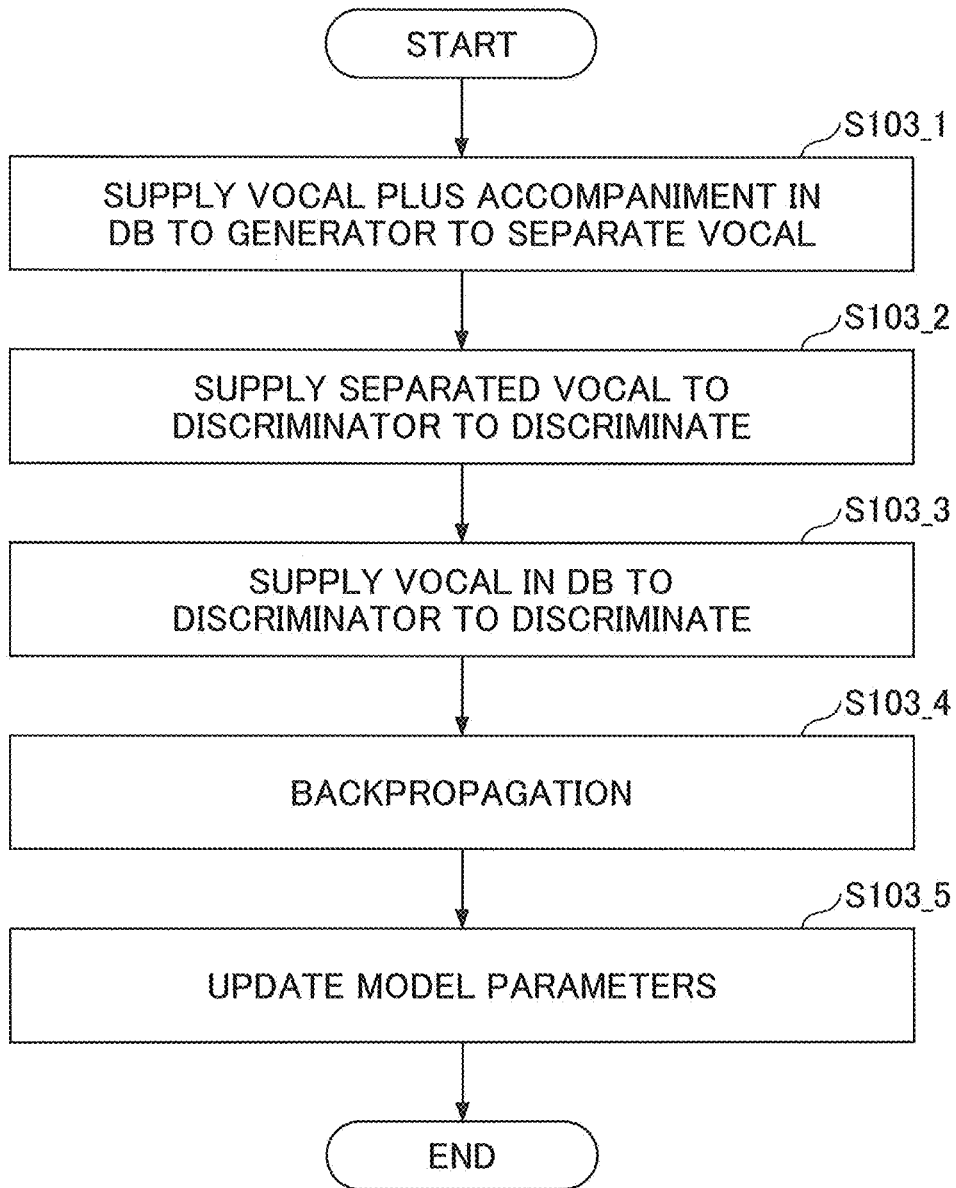 START
S103_1
SUPPLY VOCAL PLUS ACCOMPANIMENT IN
DB TO GENERATOR TO SEPARATE VOCAL
S103_2
SUPPLY SEPARATED VOCAL TO
DISCRIMINATOR TO DISCRIMINATE
S103_3
SUPPLY VOCAL IN DB TO
DISCRIMINATOR TO DISCRIMINATE
S103_4
BACKPROPAGATION
S103_5
UPDATE MODEL PARAMETERS
END